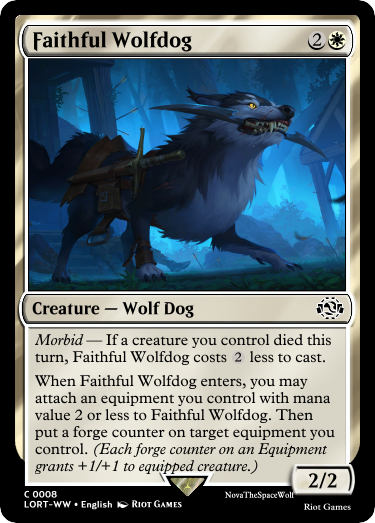 Faithful Wolfdog 2
Creature — Wolf Dog
Morbid — If a creature you control died this
turn, Faithful Wolfdog costs 2 less to cast.
When Faithful Wolfdog enters, you may
attach an equipment you control with mana
value 2 or less to Faithful Wolfdog. Then
put a forge counter on target equipment you
control. (Each forge counter on an Equipment
grants +1/+1 to equipped creature.)
2/2
C 0008
LORT-WW • English Riot Games
NovaTheSpaceWolf
Riot Games